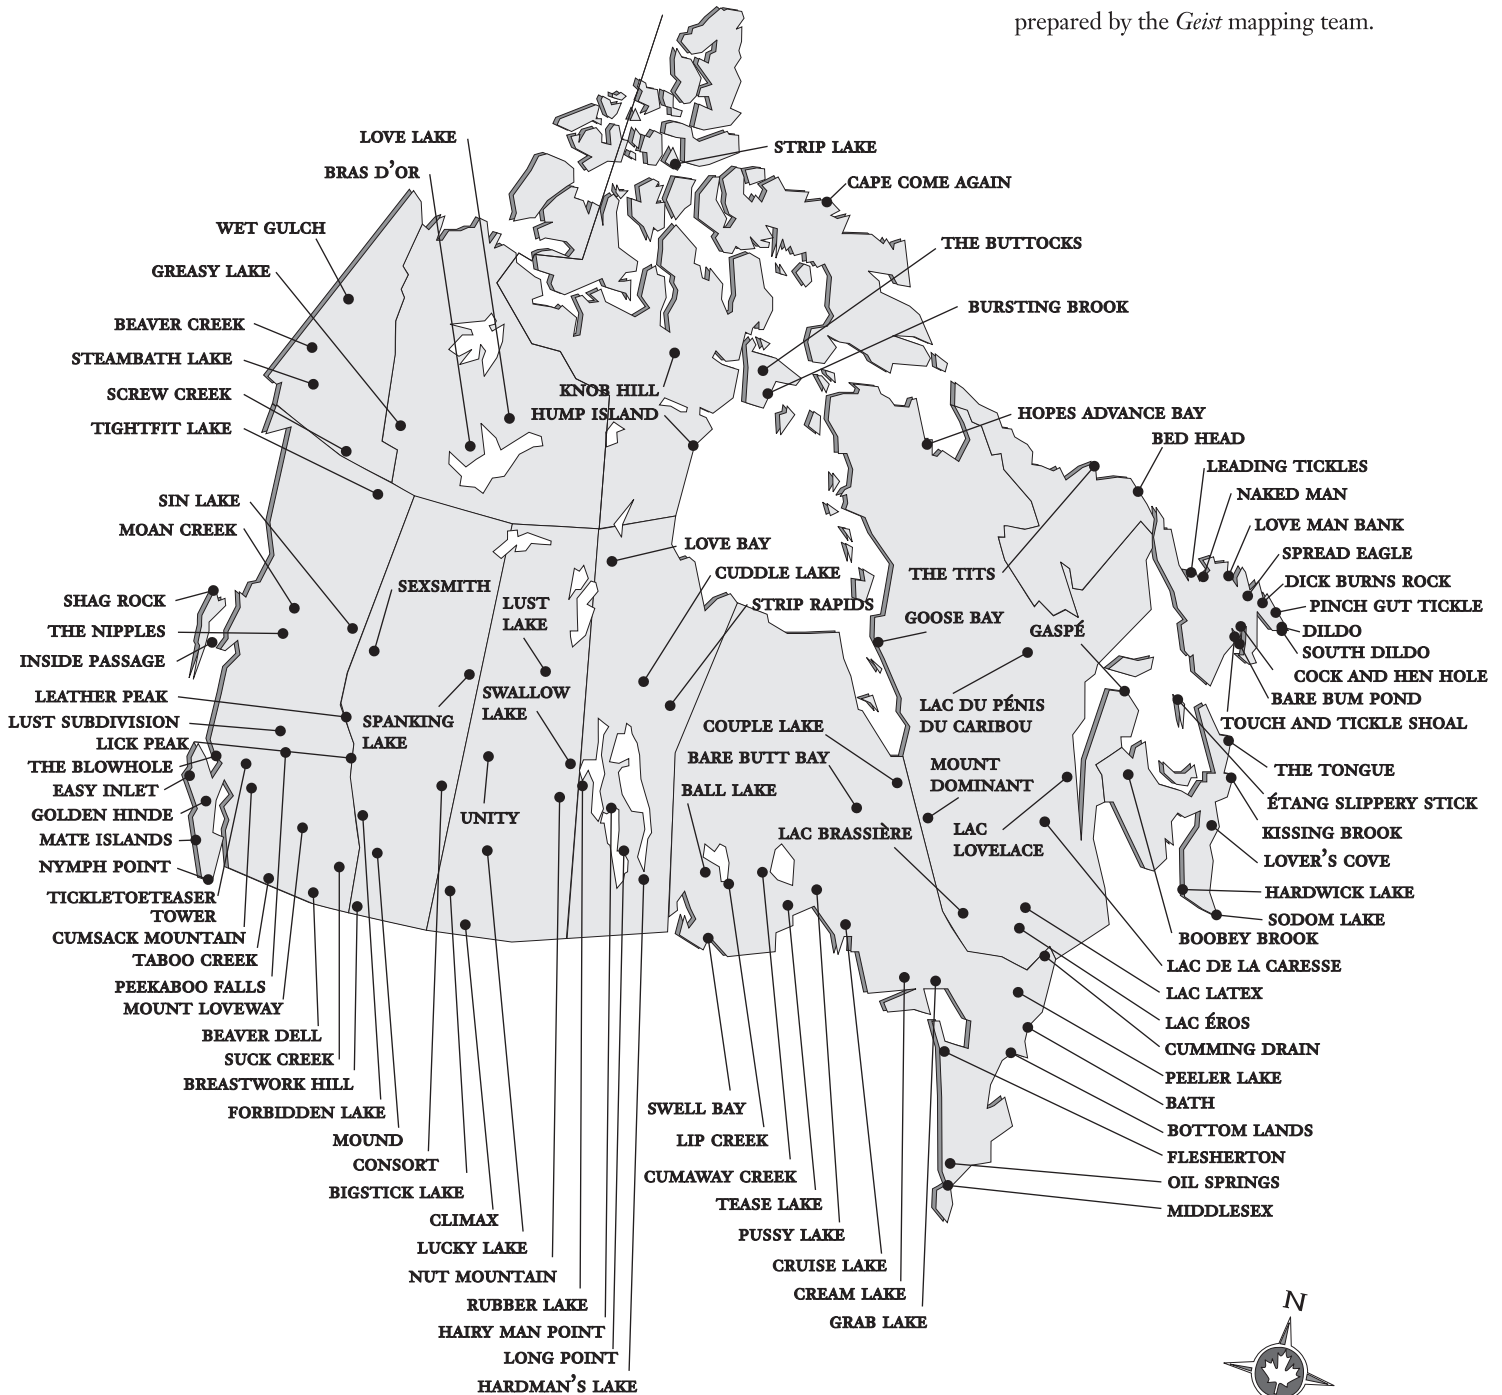 prepared by the Geist mapping team.
LOVE LAKE
BRAS D'OR
WET GULCH
GREASY LAKE
BEAVER CREEK
STEAMBATH LAKE
SCREW CREEK
TIGHTFIT LAKE
SIN LAKE
MOAN CREEK
SHAG ROCK
THE NIPPLES
INSIDE PASSAGE
LEATHER PEAK
LUST SUBDIVISION
LICK PEAK
THE BLOWHOLE
EASY INLET
GOLDEN HINDE
MATE ISLANDS
NYMPH POINT
TICKLETOETEASER
TOWER
CUMSACK MOUNTAIN
TABOO CREEK
PEEKABOO FALLS
MOUNT LOVEWAY
BEAVER DELL
SUCK CREEK
BREASTWORK HILL
FORBIDDEN LAKE
MOUND
CONSORT
BIGSTICK LAKE
CLIMAX
LUCKY LAKE
NUT MOUNTAIN
RUBBER LAKE
HAIRY MAN POINT
LONG POINT
HARDMAN'S LAKE
SEXSMITH
SPANKING
LAKE
LUST
LAKE
SWALLOW
LAKE
UNITY
KNOB HILL
HUMP ISLAND
LOVE BAY
CUDDLE LAKE
STRIP RAPIDS
COUPLE LAKE
BARE BUTT BAY
BALL LAKE
LAC BRASSIÈRE
SWELL BAY
LIP CREEK
CUMAWAY CREEK
TEASE LAKE
PUSSY LAKE
CRUISE LAKE
CREAM LAKE
GRAB LAKE
STRIP LAKE
CAPE COME AGAIN
THE BUTTOCKS
BURSTING BROOK
HOPES ADVANCE BAY
BED HEAD
LEADING TICKLES
NAKED MAN
LOVE MAN BANK
SPREAD EAGLE
DICK BURNS ROCK
PINCH GUT TICKLE
DILDO
SOUTH DILDO
COCK AND HEN HOLE
BARE BUM POND
TOUCH AND TICKLE SHOAL
THE TITS
GOOSE BAY
GASPÉ
LAC DU PÉNIS
DU CARIBOU
MOUNT
DOMINANT
LAC
LOVELACE
THE TONGUE
ÉTANG SLIPPERY STICK
KISSING BROOK
LOVER'S COVE
HARDWICK LAKE
SODOM LAKE
BOOBEY BROOK
LAC DE LA CARESSE
LAC LATEX
LAC ÉROS
CUMMING DRAIN
PEELER LAKE
BATH
BOTTOM LANDS
FLESHERTON
OIL SPRINGS
MIDDLESEX
N